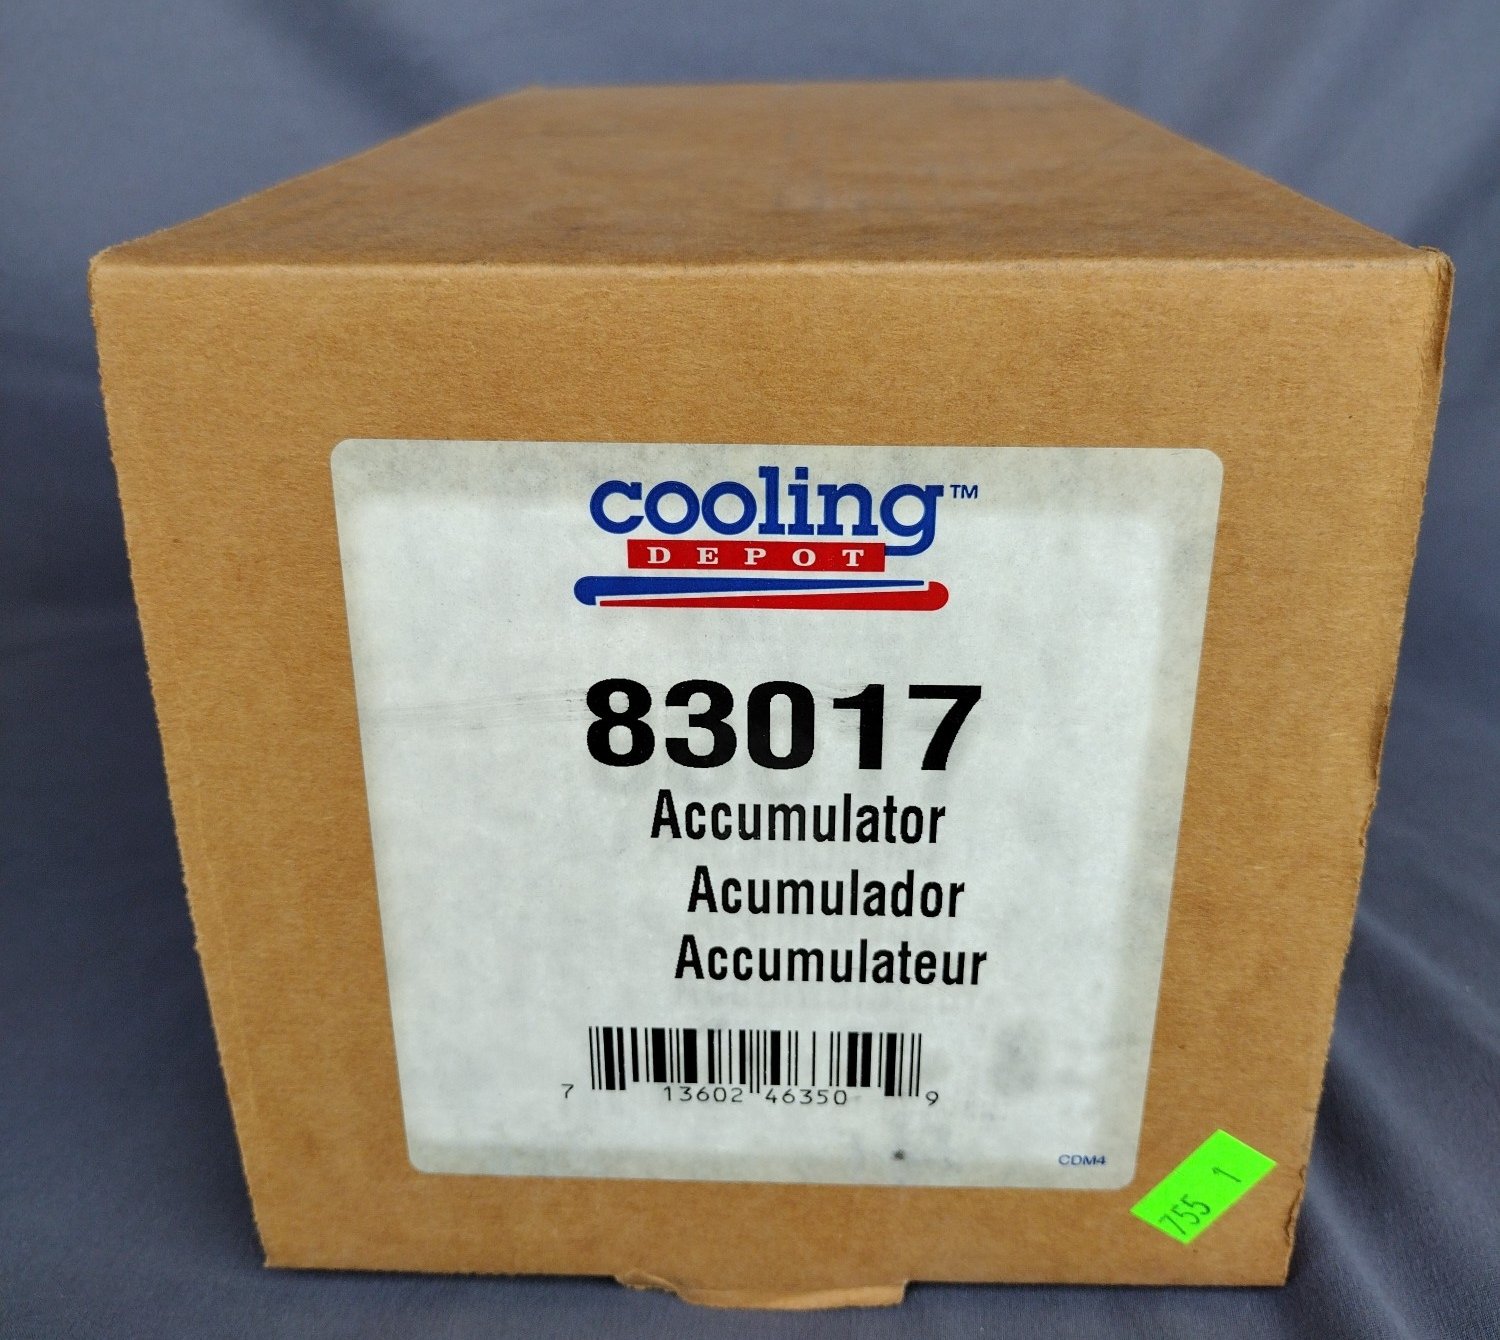 cooling™
DEPOT
83017
Accumulator
Acumulador
Accumulateur
7 13602 46350 9
CDM4
755 1